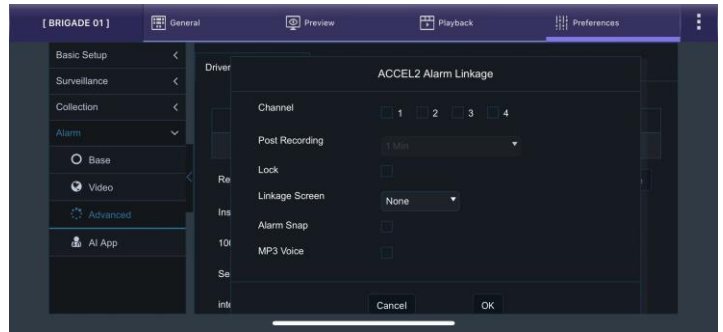 [ BRIGADE 01 ] General Preview Playback Preferences
Basic Setup
Surveillance
Collection
Alarm
Base
Video
Advanced
AI App
Driver
Re
Ins
100
Se
inte
ACCEL2 Alarm Linkage
Channel 1 2 3 4
Post Recording 1 Min
Lock
Linkage Screen None
Alarm Snap
MP3 Voice
Cancel OK